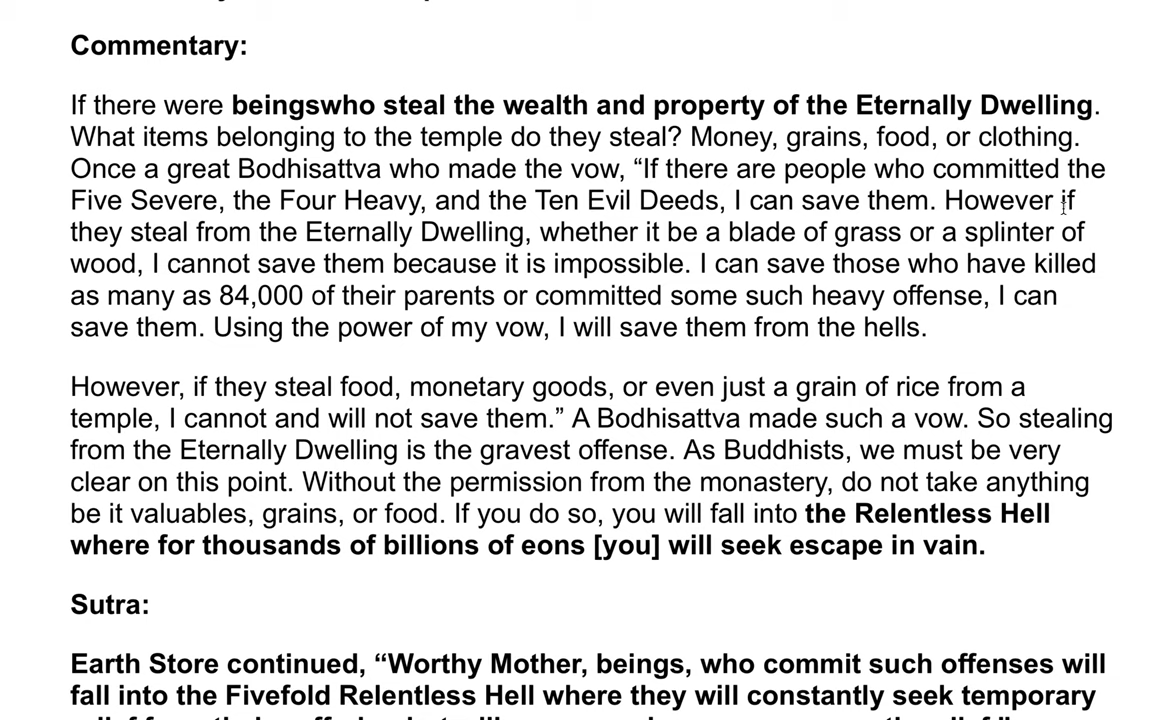 Commentary:
If there were beingswho steal the wealth and property of the Eternally Dwelling.
What items belonging to the temple do they steal? Money, grains, food, or clothing.
Once a great Bodhisattva who made the vow, “If there are people who committed the
Five Severe, the Four Heavy, and the Ten Evil Deeds, I can save them. However if
they steal from the Eternally Dwelling, whether it be a blade of grass or a splinter of
wood, I cannot save them because it is impossible. I can save those who have killed
as many as 84,000 of their parents or committed some such heavy offense, I can
save them. Using the power of my vow, I will save them from the hells.
However, if they steal food, monetary goods, or even just a grain of rice from a
temple, I cannot and will not save them.” A Bodhisattva made such a vow. So stealing
from the Eternally Dwelling is the gravest offense. As Buddhists, we must be very
clear on this point. Without the permission from the monastery, do not take anything
be it valuables, grains, or food. If you do so, you will fall into the Relentless Hell
where for thousands of billions of eons [you] will seek escape in vain.
Sutra:
Earth Store continued, “Worthy Mother, beings, who commit such offenses will
fall into the Fivefold Relentless Hell where they will constantly seek temporary